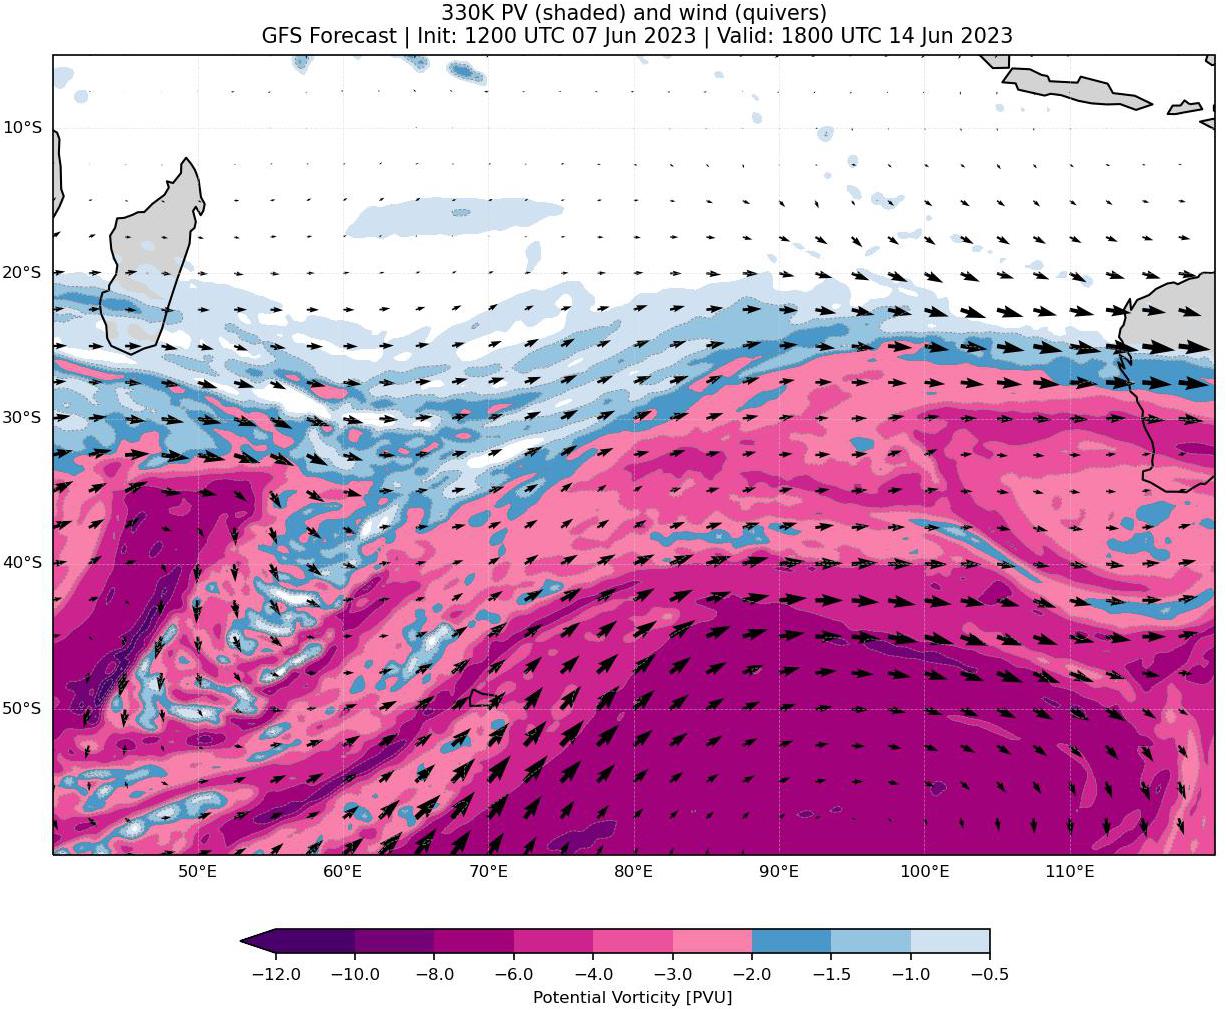 330K PV (shaded) and wind (quivers)
GFS Forecast | Init: 1200 UTC 07 Jun 2023 | Valid: 1800 UTC 14 Jun 2023
10°S
20°S
30°S
40°S
50°S
50°E 60°E 70°E 80°E 90°E 100°E 110°E
−12.0 −10.0 −8.0 −6.0 −4.0 −3.0 −2.0 −1.5 −1.0 −0.5
Potential Vorticity [PVU]